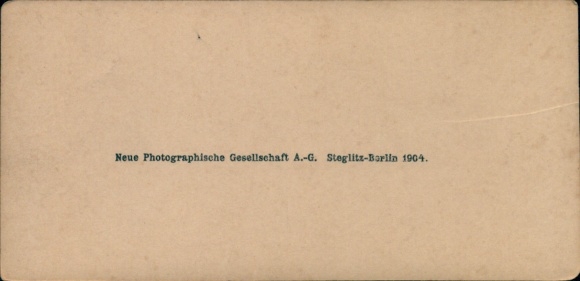 Neue Photographische Gesellschaft A.-G. Steglitz-Berlin 1904.